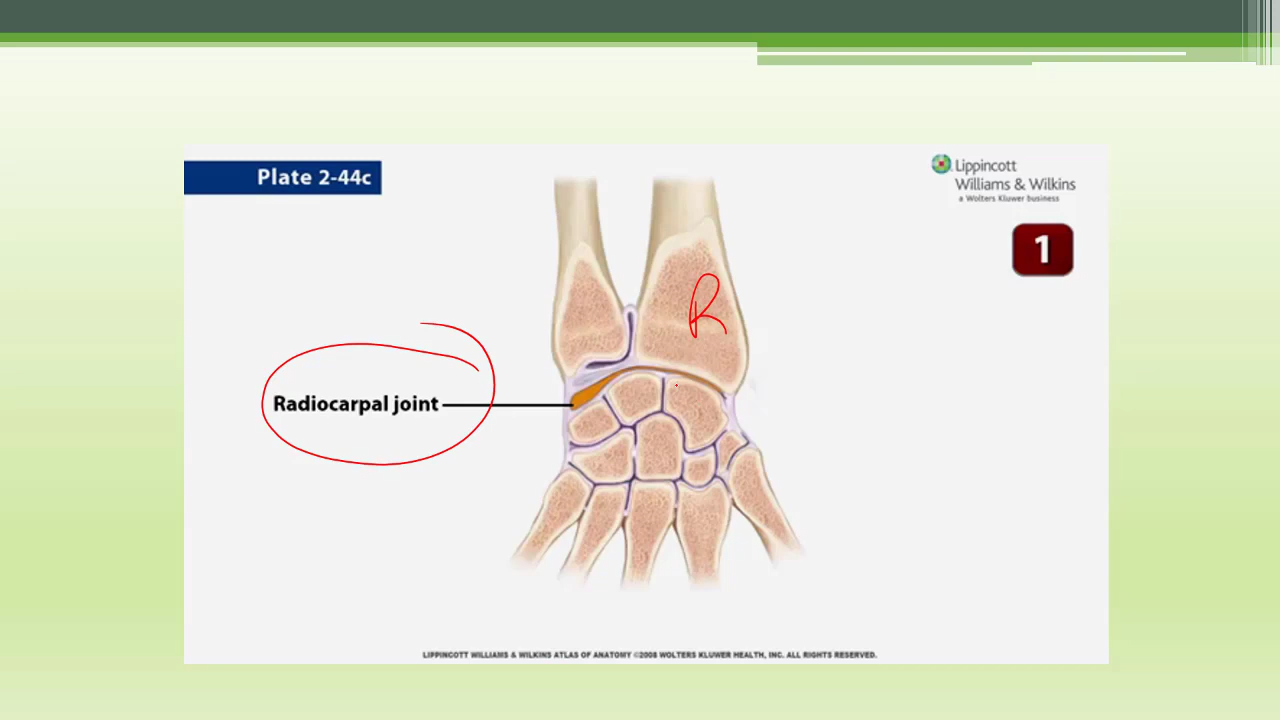 Plate 2-44c
Lippincott
Williams & Wilkins
a Wolters Kluwer business
1
R
Radiocarpal joint
LIPPINCOTT WILLIAMS & WILKINS ATLAS OF ANATOMY ©2008 WOLTERS KLUWER HEALTH, INC. ALL RIGHTS RESERVED.